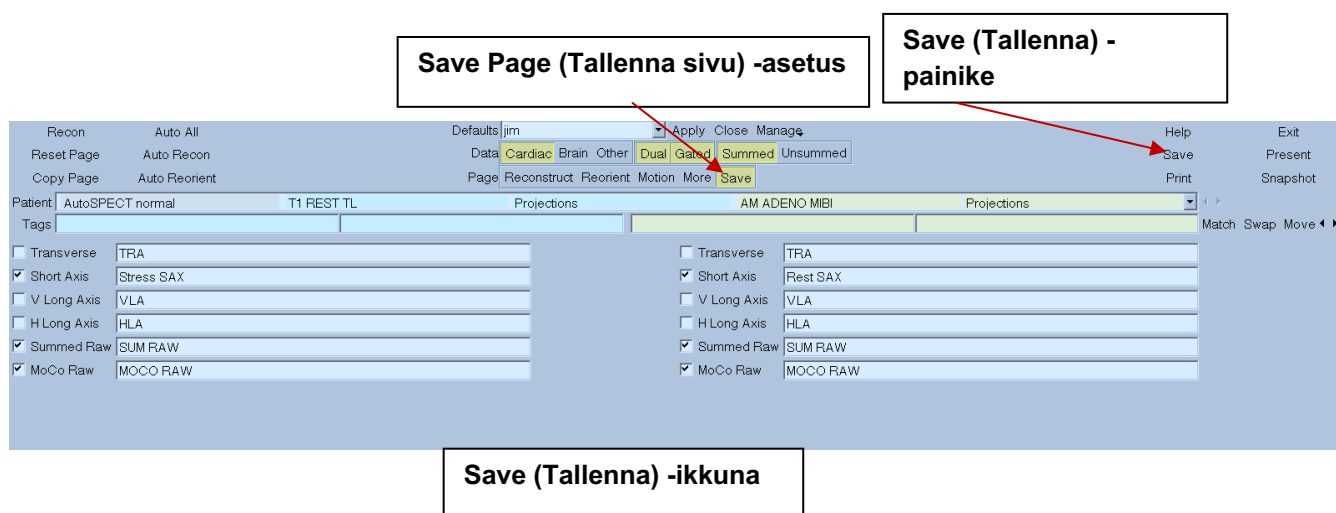 Save Page (Tallenna sivu) -asetus
Save (Tallenna) -
painike
Recon Auto All Defaults jim Apply Close Manage Help Exit
Reset Page Auto Recon Data Cardiac Brain Other Dual Gated Summed Unsummed Save Present
Copy Page Auto Reorient Page Reconstruct Reorient Motion More Save Print Snapshot
Patient AutoSPECT normal T1 REST TL Projections AM ADENO MIBI Projections
Tags Match Swap Move
Transverse TRA Transverse TRA
Short Axis Stress SAX Short Axis Rest SAX
V Long Axis VLA V Long Axis VLA
H Long Axis HLA H Long Axis HLA
Summed Raw SUM RAW Summed Raw SUM RAW
MoCo Raw MOCO RAW MoCo Raw MOCO RAW
Save (Tallenna) -ikkuna